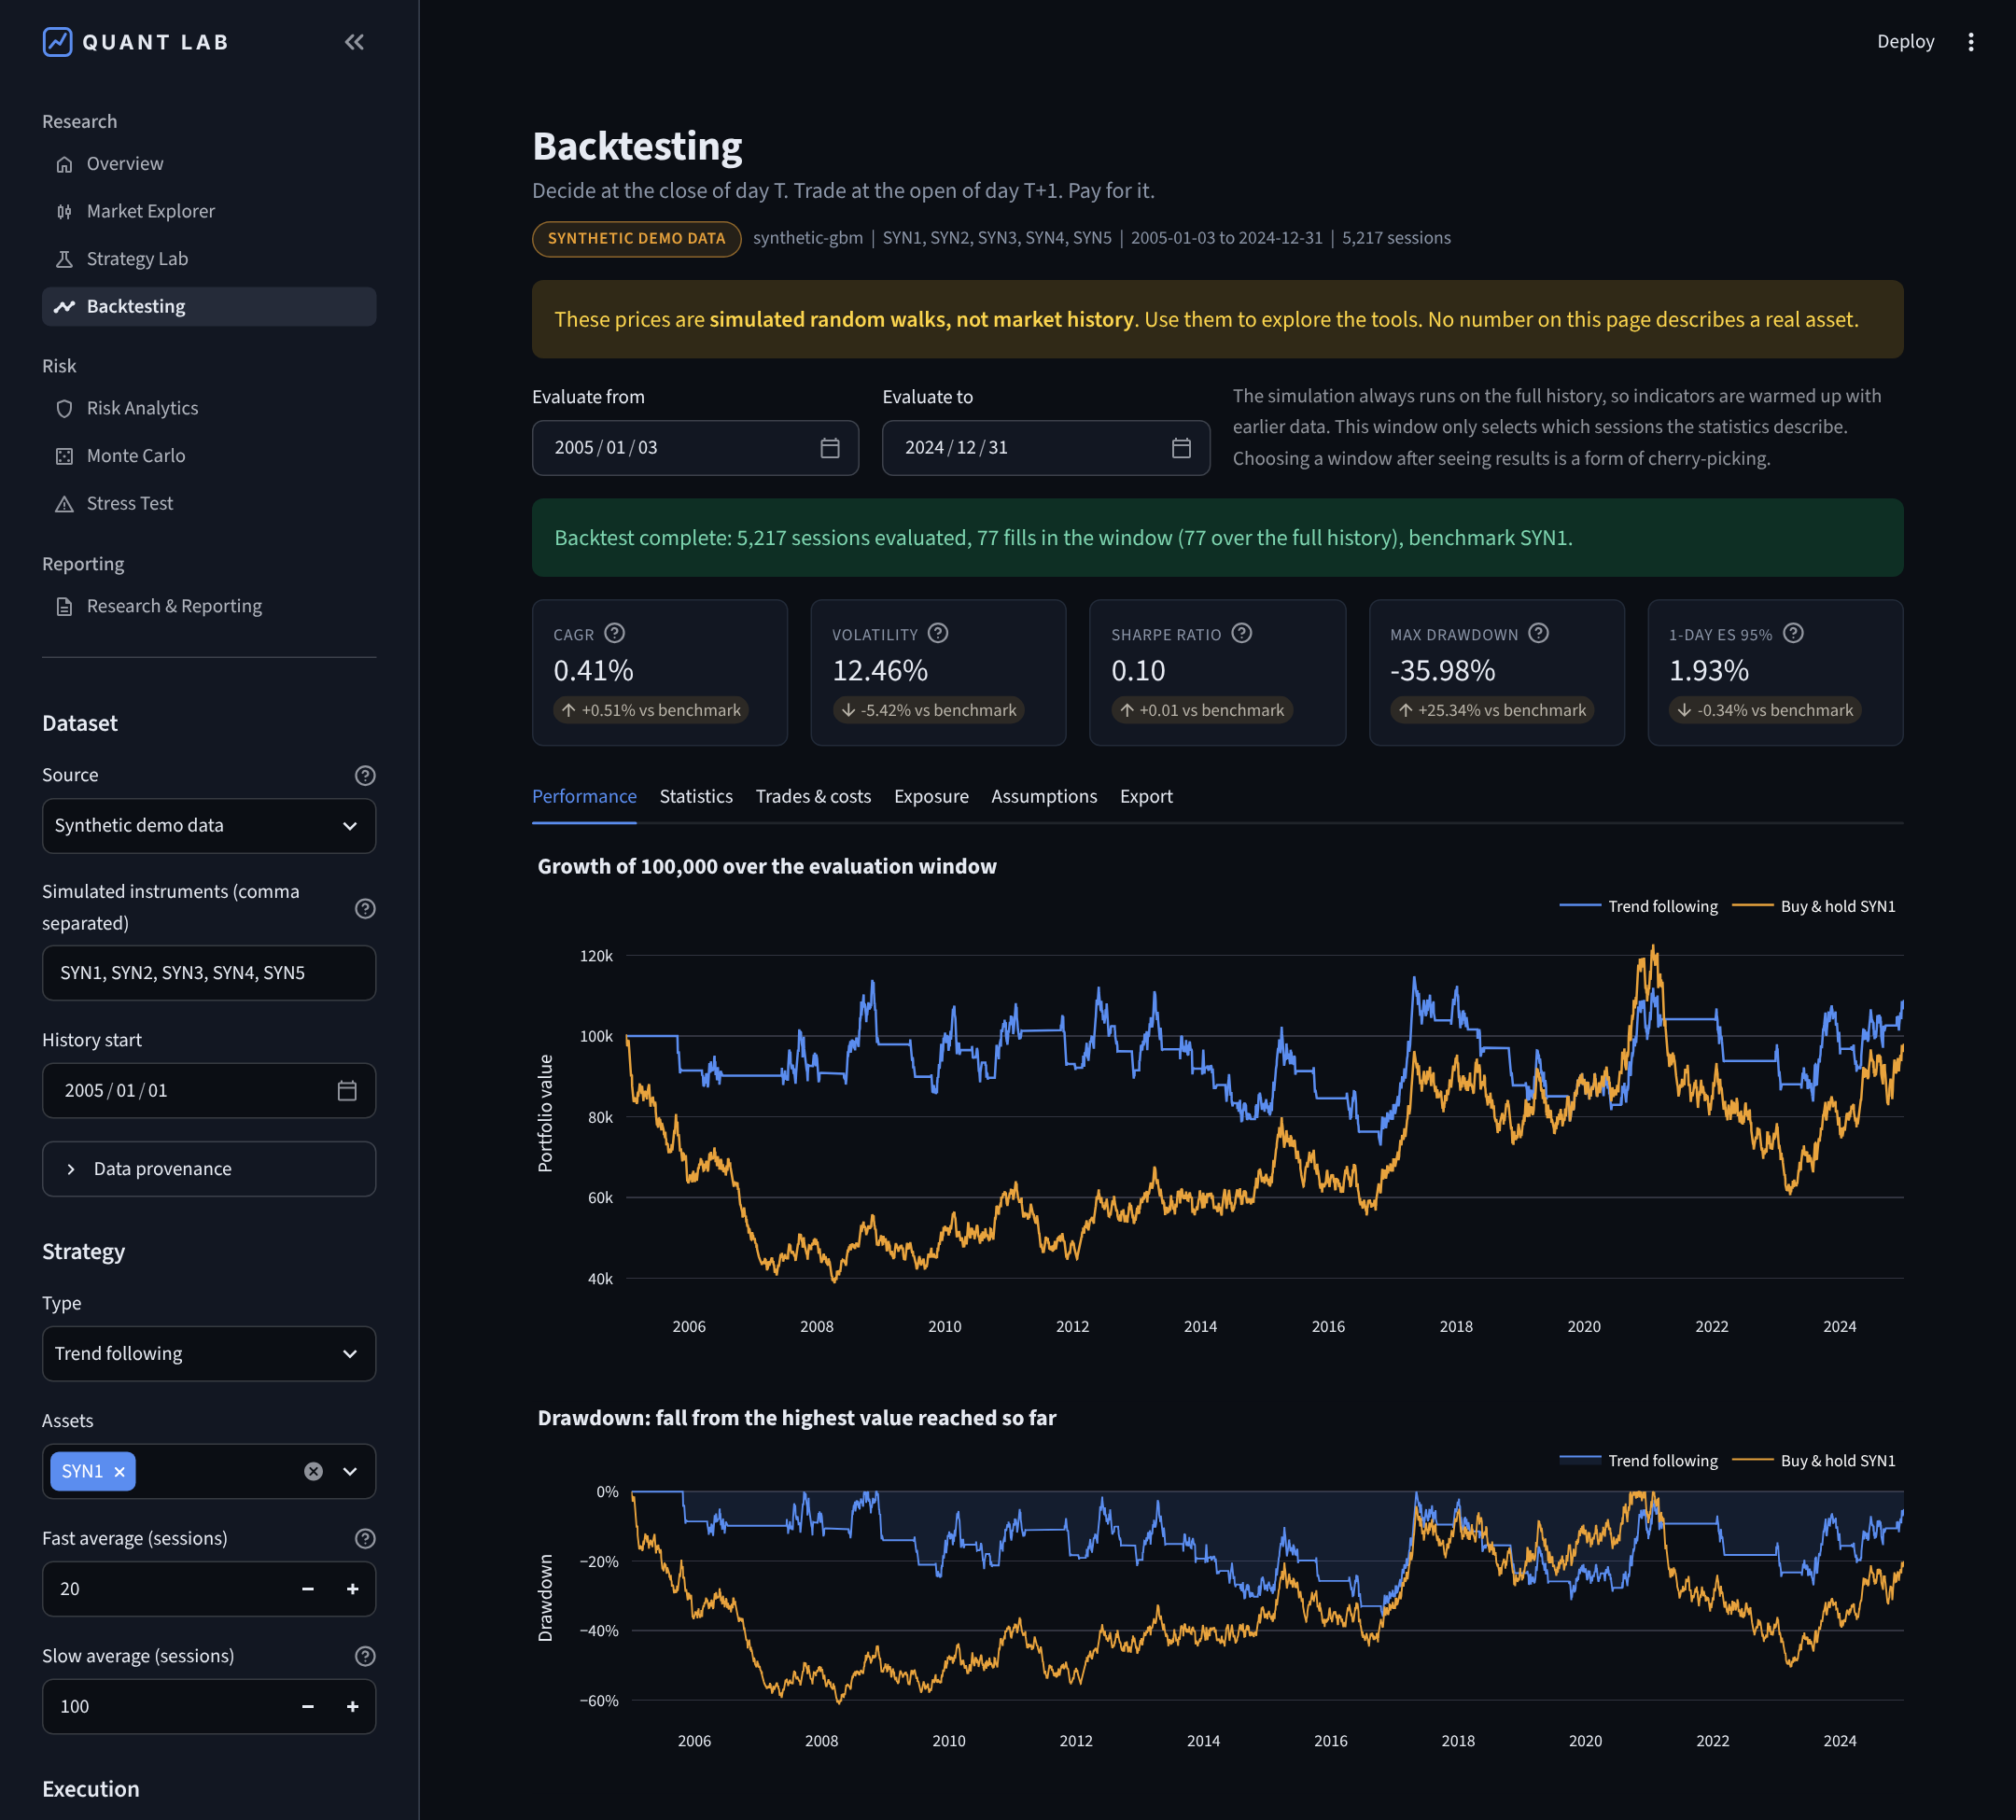 QUANT LAB
Deploy
Research
Overview
Market Explorer
Strategy Lab
Backtesting
Risk
Risk Analytics
Monte Carlo
Stress Test
Reporting
Research & Reporting
Dataset
Source
Synthetic demo data
Simulated instruments (comma
separated)
SYN1, SYN2, SYN3, SYN4, SYN5
History start
2005/01/01
Data provenance
Strategy
Type
Trend following
Assets
SYN1
Fast average (sessions)
20
Slow average (sessions)
100
Execution
Backtesting
Decide at the close of day T. Trade at the open of day T+1. Pay for it.
SYNTHETIC DEMO DATA synthetic-gbm | SYN1, SYN2, SYN3, SYN4, SYN5 | 2005-01-03 to 2024-12-31 | 5,217 sessions
These prices are simulated random walks, not market history. Use them to explore the tools. No number on this page describes a real asset.
Evaluate from
2005/01/03
Evaluate to
2024/12/31
The simulation always runs on the full history, so indicators are warmed up with
earlier data. This window only selects which sessions the statistics describe.
Choosing a window after seeing results is a form of cherry-picking.
Backtest complete: 5,217 sessions evaluated, 77 fills in the window (77 over the full history), benchmark SYN1.
CAGR
0.41%
+0.51% vs benchmark
VOLATILITY
12.46%
-5.42% vs benchmark
SHARPE RATIO
0.10
+0.01 vs benchmark
MAX DRAWDOWN
-35.98%
+25.34% vs benchmark
1-DAY ES 95%
1.93%
-0.34% vs benchmark
Performance Statistics Trades & costs Exposure Assumptions Export
Growth of 100,000 over the evaluation window
Trend following Buy & hold SYN1
Portfolio value
120k
100k
80k
60k
40k
2006 2008 2010 2012 2014 2016 2018 2020 2022 2024
Drawdown: fall from the highest value reached so far
Trend following Buy & hold SYN1
Drawdown
0%
−20%
−40%
−60%
2006 2008 2010 2012 2014 2016 2018 2020 2022 2024